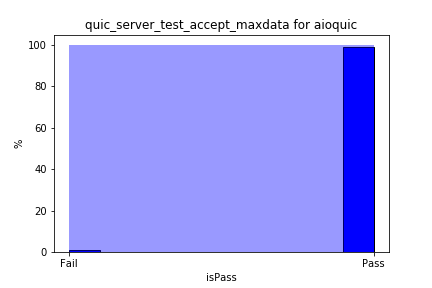 quic_server_test_accept_maxdata for aioquic
100
80
60
40
20
0
%
Fail Pass
isPass